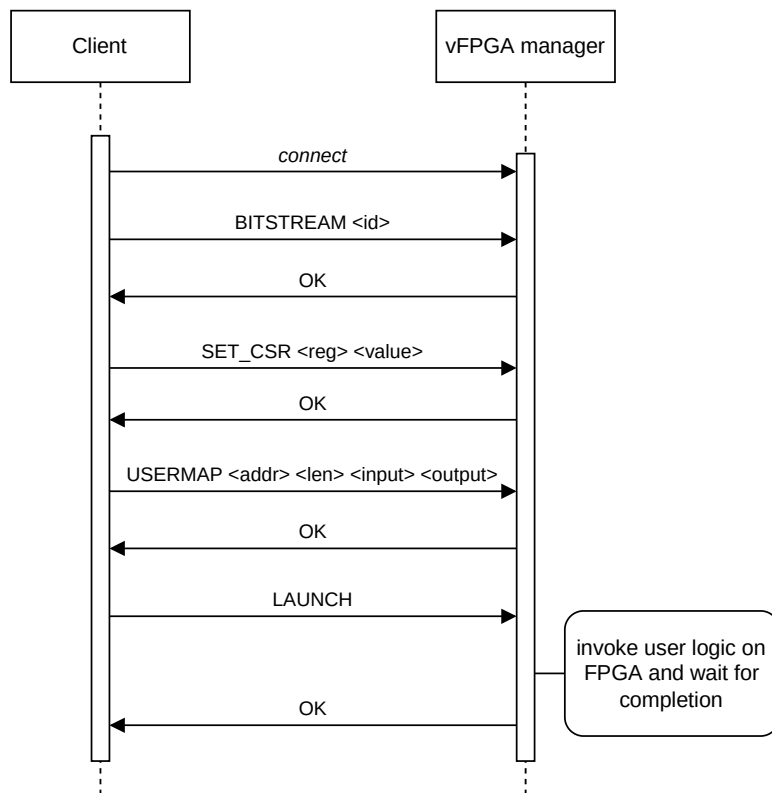 Client
vFPGA manager
connect
BITSTREAM <id>
OK
SET_CSR <reg> <value>
OK
USERMAP <addr> <len> <input> <output>
OK
LAUNCH
invoke user logic on
FPGA and wait for
completion
OK